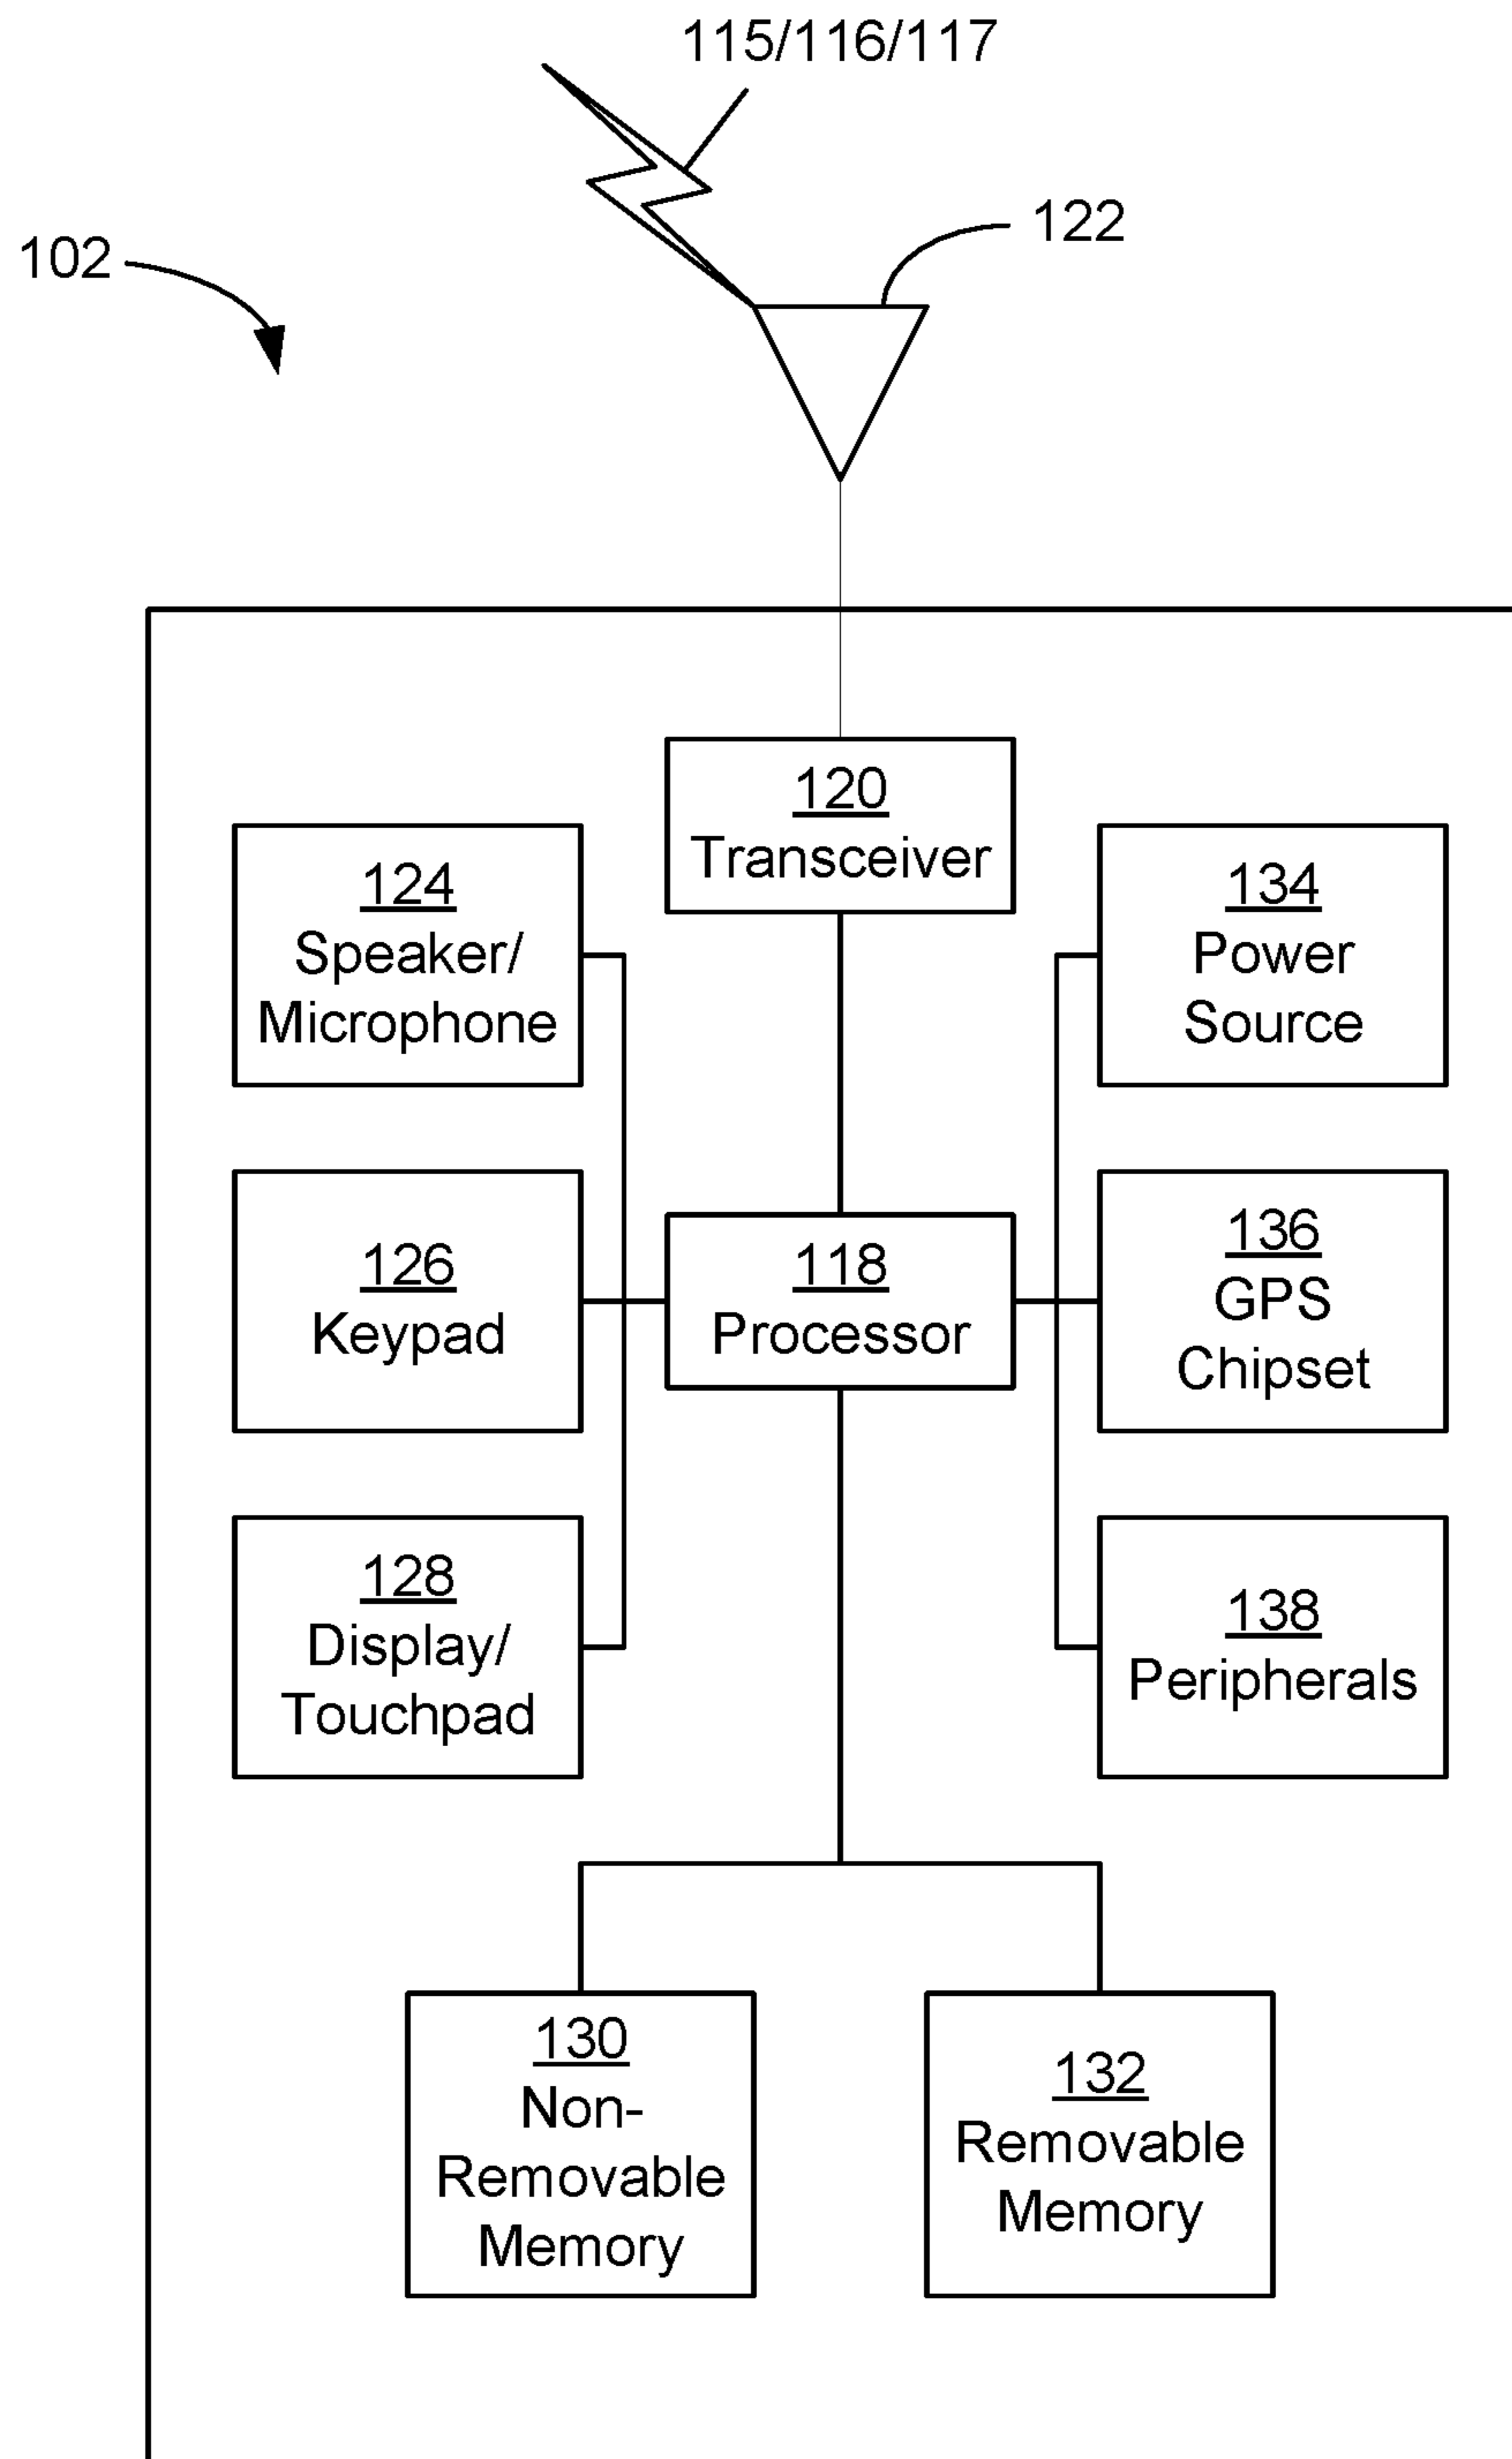 115/116/117
122
102
120
Transceiver
124
Speaker/
Microphone
134
Power
Source
126
Keypad
118
Processor
136
GPS
Chipset
128
Display/
Touchpad
138
Peripherals
130
Non-
Removable
Memory
132
Removable
Memory